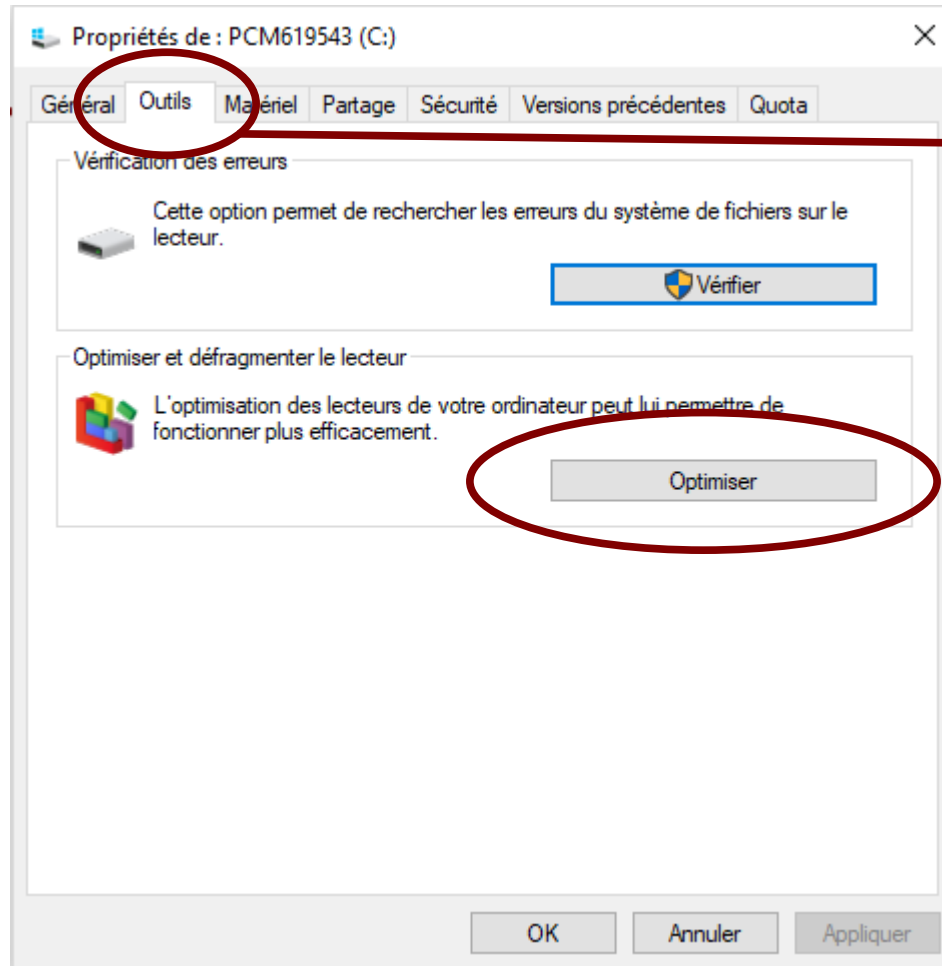 Propriétés de : PCM619543 (C:)
Général Outils Matériel Partage Sécurité Versions précédentes Quota
Vérification des erreurs
Cette option permet de rechercher les erreurs du système de fichiers sur le
lecteur.
Vérifier
Optimiser et défragmenter le lecteur
L'optimisation des lecteurs de votre ordinateur peut lui permettre de
fonctionner plus efficacement.
Optimiser
OK Annuler Appliquer